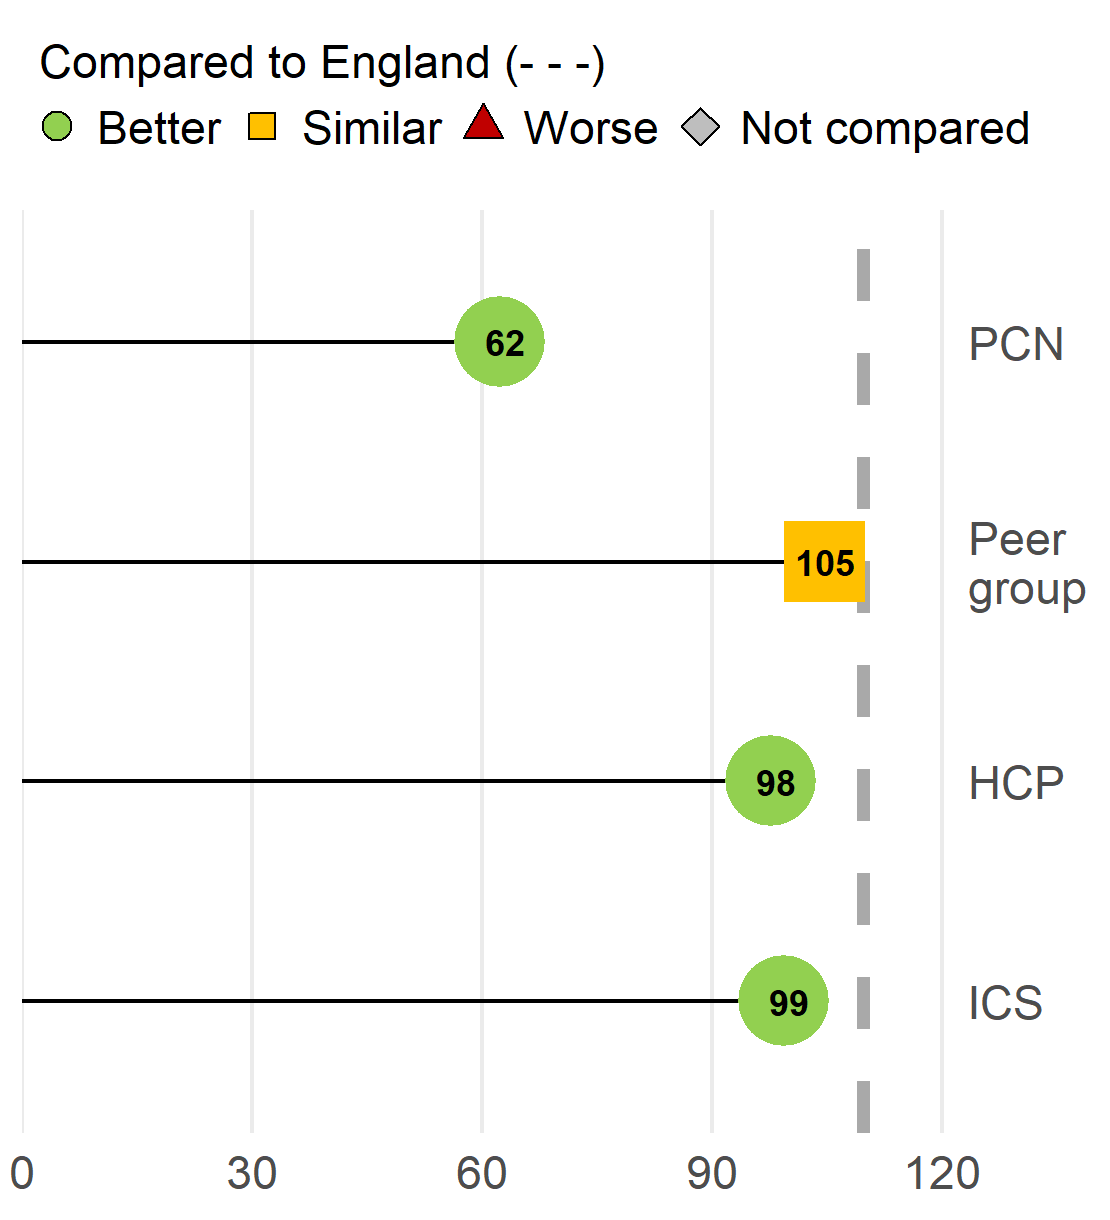 Compared to England (- - -)
Better Similar Worse Not compared
62 PCN
105 Peer
group
98 HCP
99 ICS
0 30 60 90 120